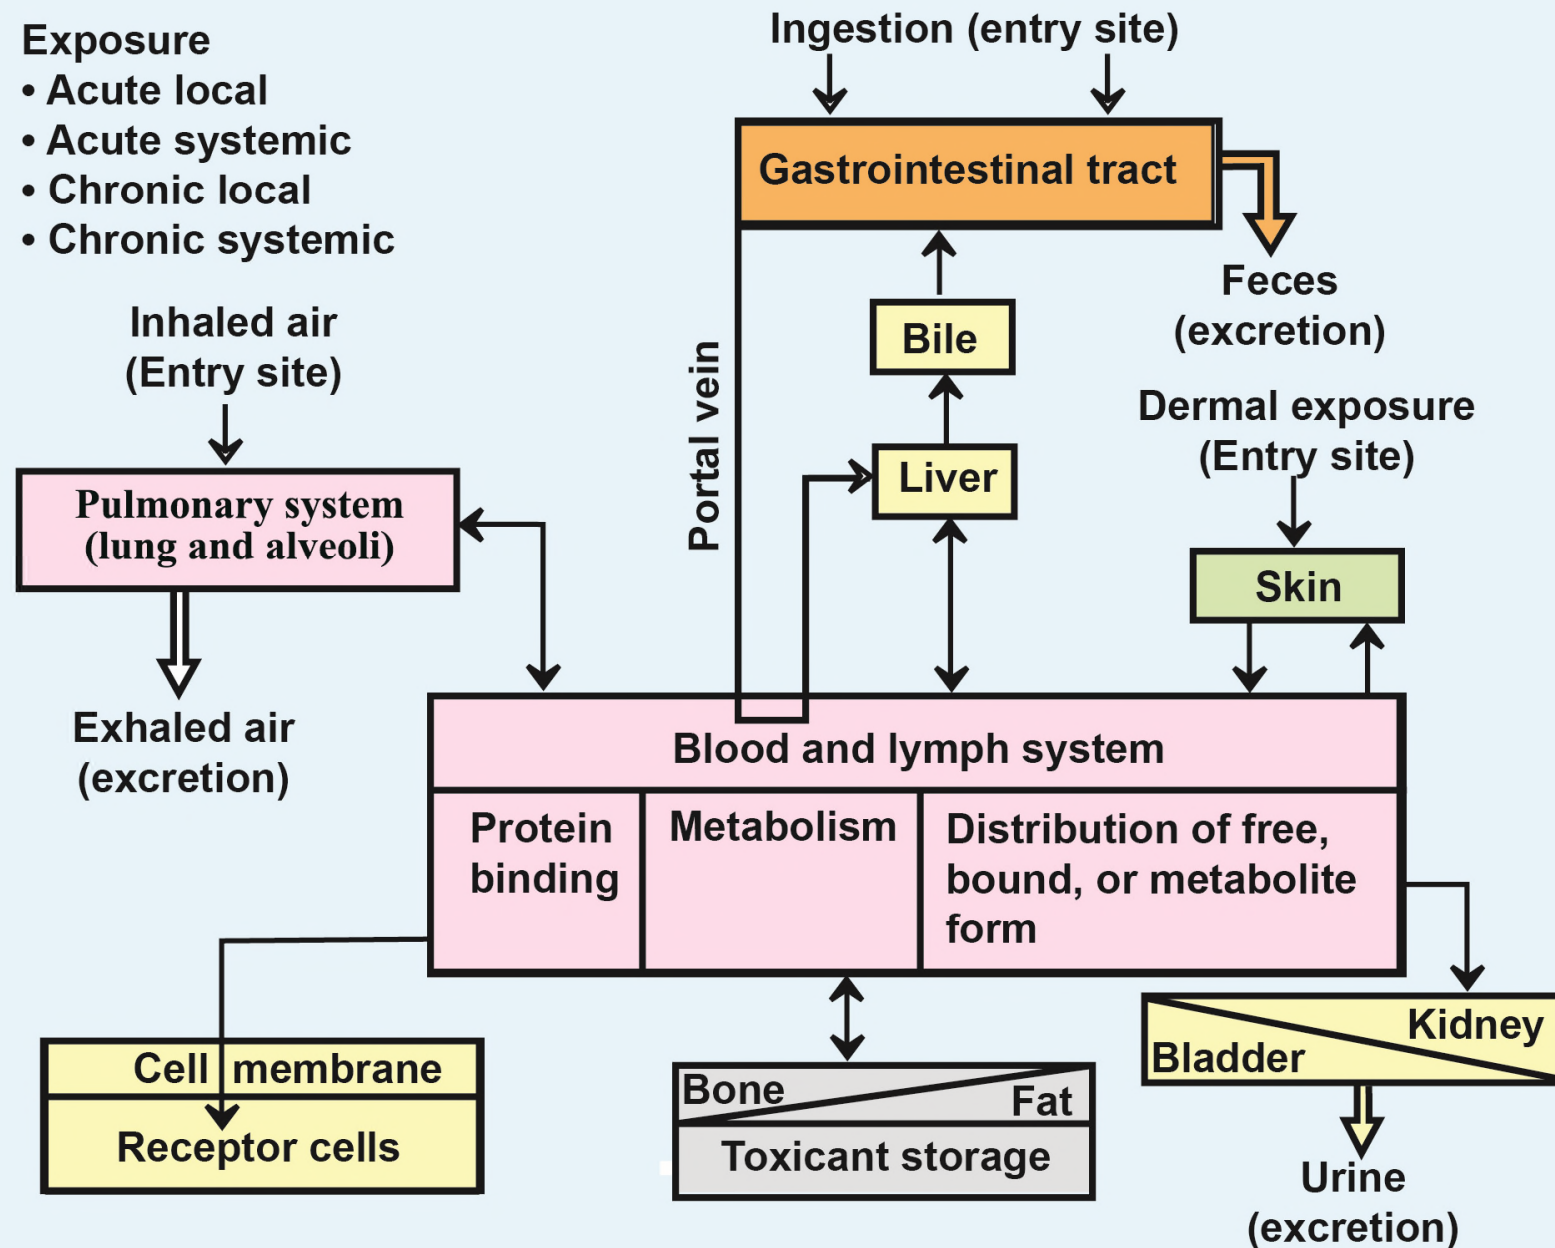 Exposure
• Acute local
• Acute systemic
• Chronic local
• Chronic systemic
Ingestion (entry site)
Gastrointestinal tract
Feces
(excretion)
Inhaled air
(Entry site)
Pulmonary system
(lung and alveoli)
Exhaled air
(excretion)
Portal vein
Bile
Liver
Dermal exposure
(Entry site)
Skin
Blood and lymph system
Protein
binding
Metabolism
Distribution of free,
bound, or metabolite
form
Cell membrane
Receptor cells
Bone
Fat
Toxicant storage
Kidney
Bladder
Urine
(excretion)